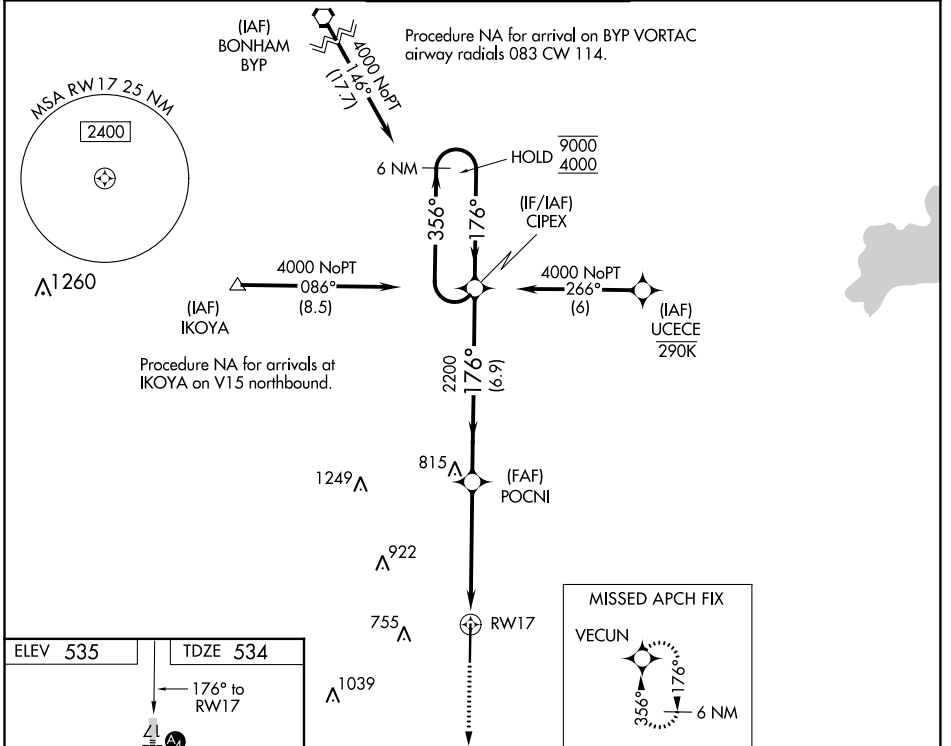 (IAF)
BONHAM
BYP
4000 NoPT
146°
(17.7)
Procedure NA for arrival on BYP VORTAC
airway radials 083 CW 114.
MSA RW17 25 NM
2400
6 NM
HOLD 9000
4000
356°
176°
(IF/IAF)
CIPEX
1260
4000 NoPT
086°
(8.5)
(IAF)
IKOYA
4000 NoPT
266°
(6)
(IAF)
UCECE
290K
Procedure NA for arrivals at
IKOYA on V15 northbound.
2200
176°
(6.9)
1249
815
(FAF)
POCNI
922
755
RW17
1039
MISSED APCH FIX
VECUN
356°
176°
6 NM
ELEV 535
TDZE 534
176° to
RW17
17
A4